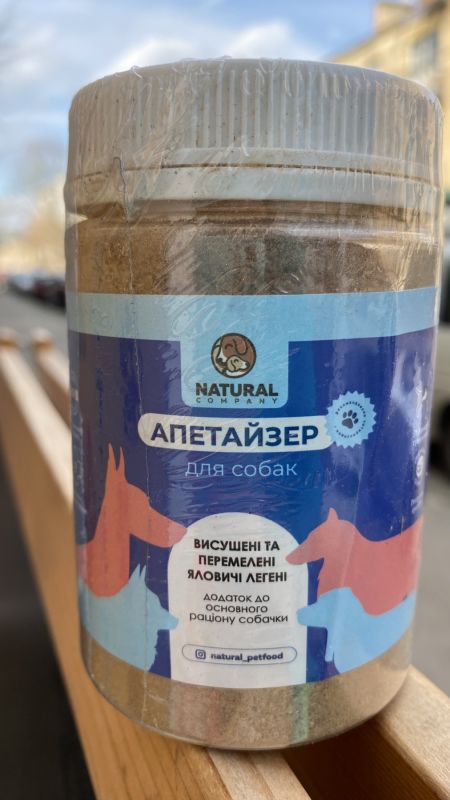 NATURAL
COMPANY
АПЕТАЙЗЕР
для собак
ВИСУШЕНІ ТА
ПЕРЕМЕЛЕНІ
ЯЛОВИЧІ ЛЕГЕНІ
додаток до
основного
раціону собачки
natural_petfood